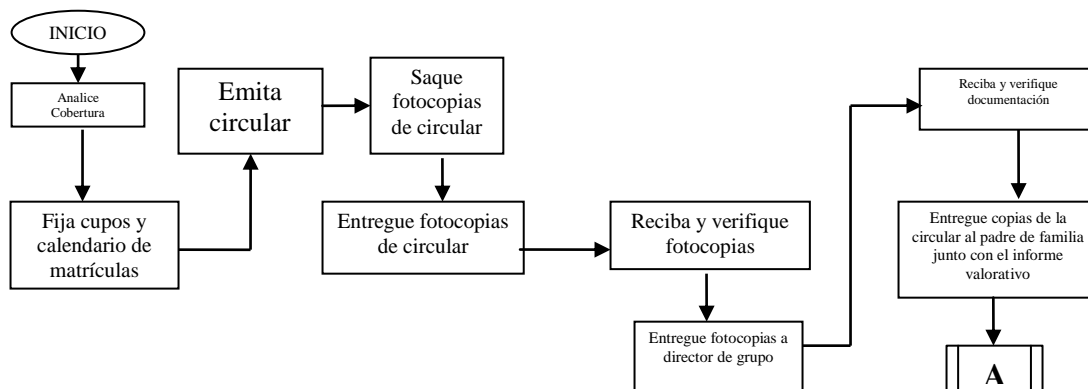 INICIO
Analice
Cobertura
Fija cupos y
calendario de
matrículas
Emita
circular
Saque
fotocopias
de circular
Entregue fotocopias
de circular
Reciba y verifique
fotocopias
Entregue fotocopias a
director de grupo
Reciba y verifique
documentación
Entregue copias de la
circular al padre de familia
junto con el informe
valorativo
A